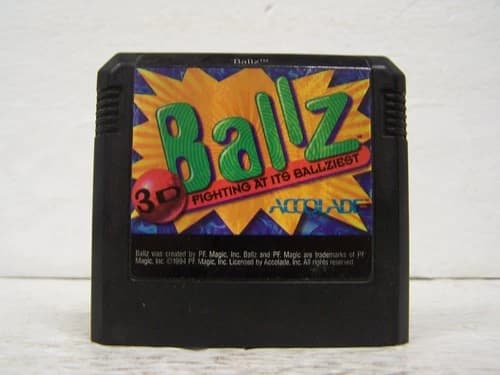 Ballz™
Ballz™
3D
FIGHTING AT ITS BALLZIEST
ACCOLADE
Ballz was created by PF. Magic, Inc. Ballz and PF. Magic are trademarks of PF.
Magic, Inc. ©1994 PF. Magic, Inc. Licensed by Accolade, Inc. All rights reserved.